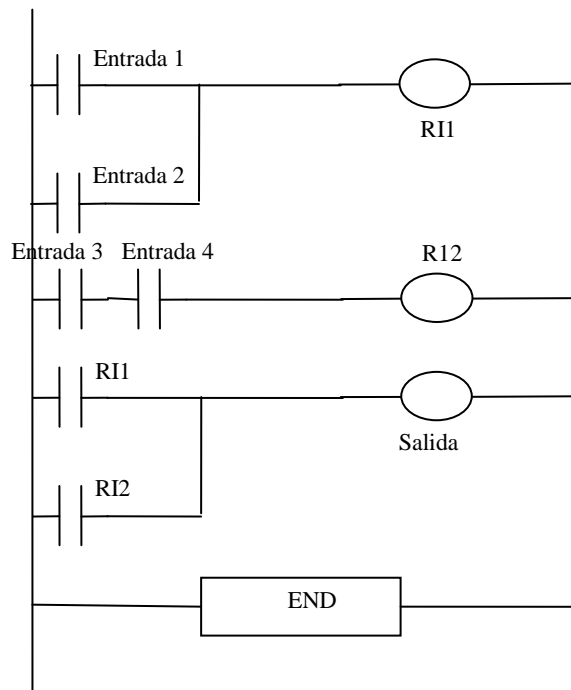 Entrada 1
RI1
Entrada 2
Entrada 3 Entrada 4
R12
RI1
Salida
RI2
END